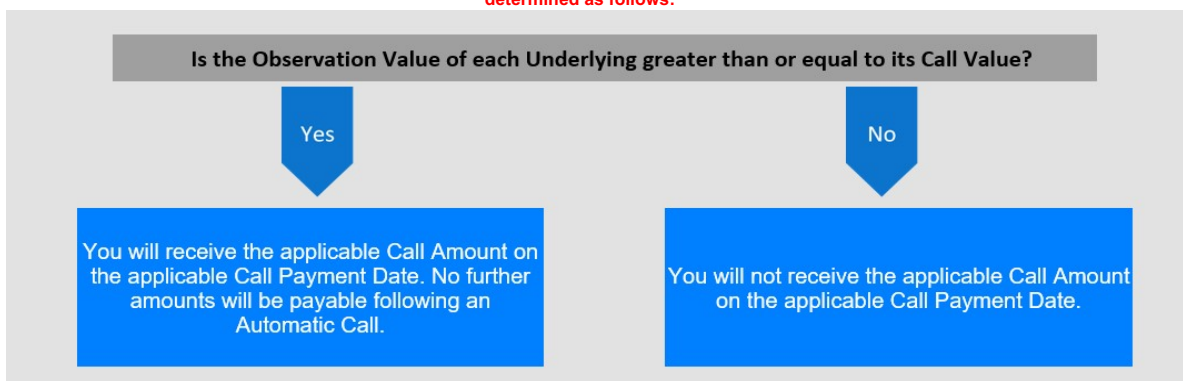 determined as follows:
Is the Observation Value of each Underlying greater than or equal to its Call Value?
Yes
No
You will receive the applicable Call Amount on
the applicable Call Payment Date. No further
amounts will be payable following an
Automatic Call.
You will not receive the applicable Call Amount
on the applicable Call Payment Date.